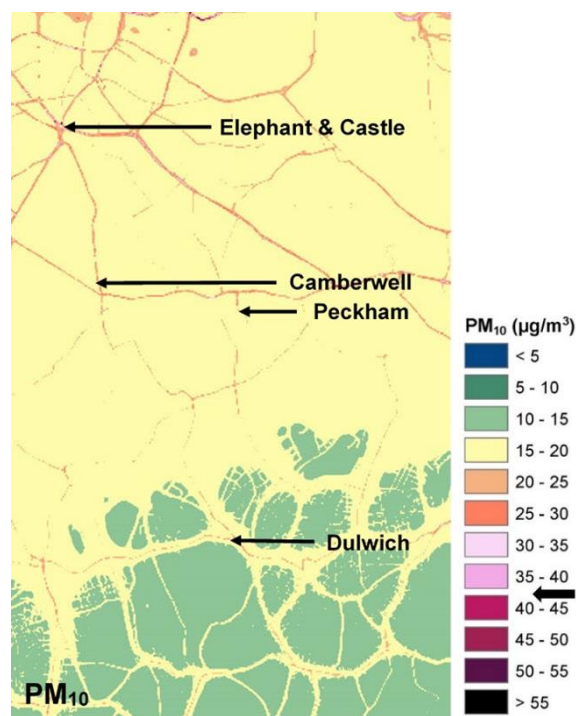 Elephant & Castle
Camberwell
Peckham
Dulwich
PM₁₀
PM₁₀ (µg/m³)
< 5
5 - 10
10 - 15
15 - 20
20 - 25
25 - 30
30 - 35
35 - 40
40 - 45
45 - 50
50 - 55
> 55